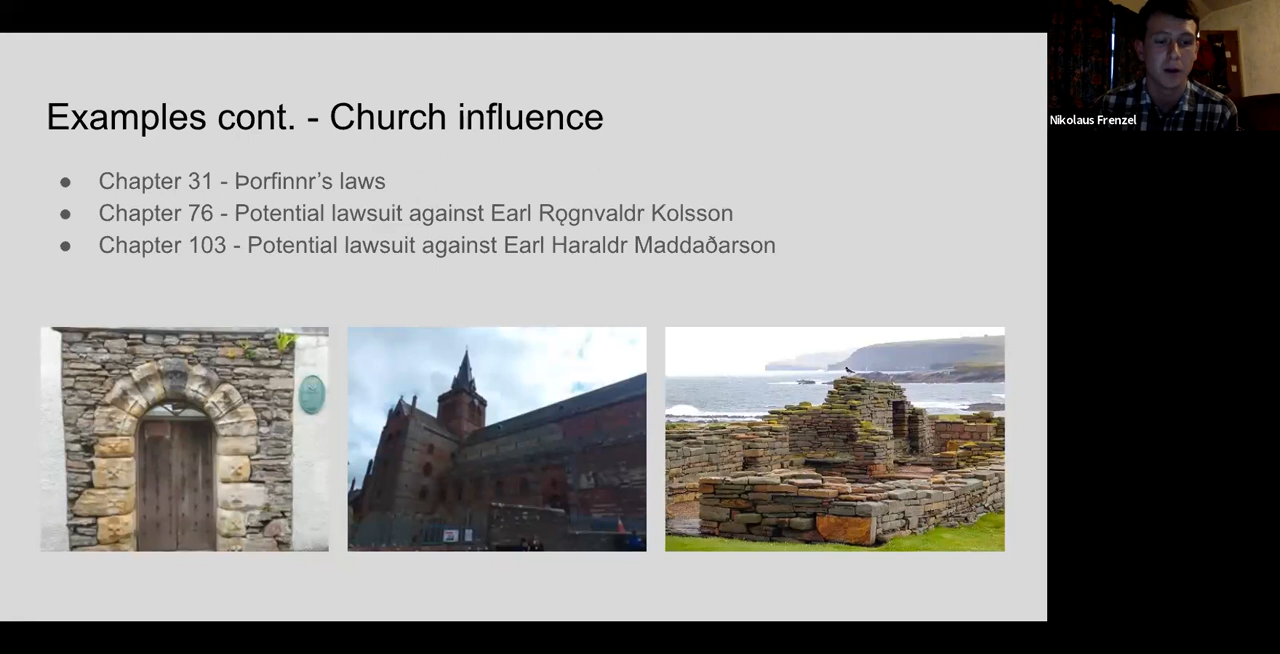 Examples cont. - Church influence
● Chapter 31 - Þorfinnr’s laws
● Chapter 76 - Potential lawsuit against Earl Rǫgnvaldr Kolsson
● Chapter 103 - Potential lawsuit against Earl Haraldr Maddaðarson
Nikolaus Frenzel